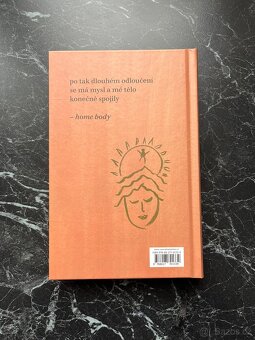 po tak dlouhém odloučení
se má mysl a mé tělo
konečně spojily
– home body